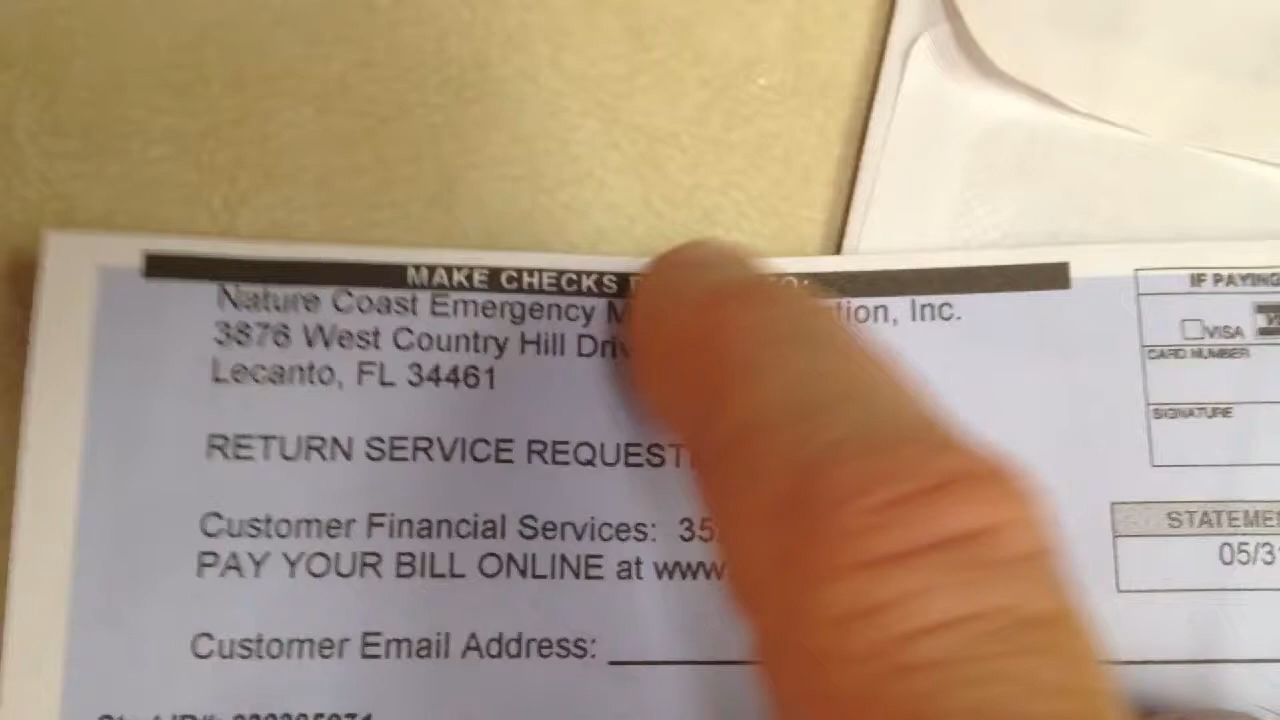 MAKE CHECKS TO:
Nature Coast Emergency tion, Inc.
3876 West Country Hill
Lecanto, FL 34461
RETURN SERVICE REQUEST
Customer Financial Services: 35
PAY YOUR BILL ONLINE at www
Customer Email Address:
IF PAYING
VISA
CARD NUMBER
SIGNATURE
STATEME
05/3